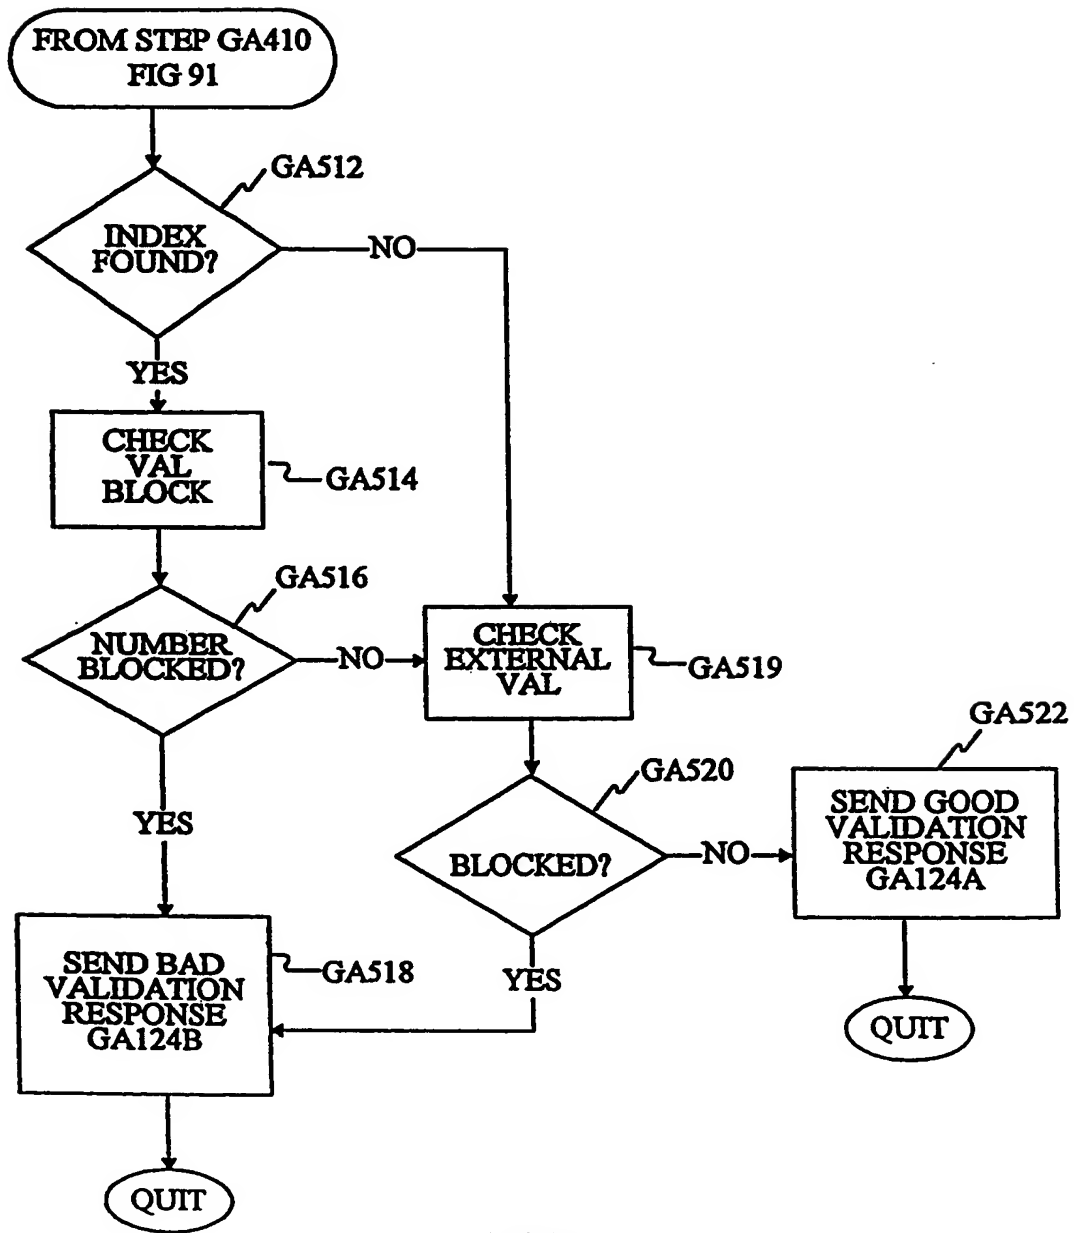 FROM STEP GA410
FIG 91
GA512
INDEX
FOUND?
NO
YES
CHECK
VAL
BLOCK
GA514
GA516
NUMBER
BLOCKED?
NO
CHECK
EXTERNAL
VAL
GA519
GA522
GA520
SEND GOOD
VALIDATION
RESPONSE
GA124A
YES
BLOCKED?
NO
SEND BAD
VALIDATION
RESPONSE
GA124B
GA518
YES
QUIT
QUIT